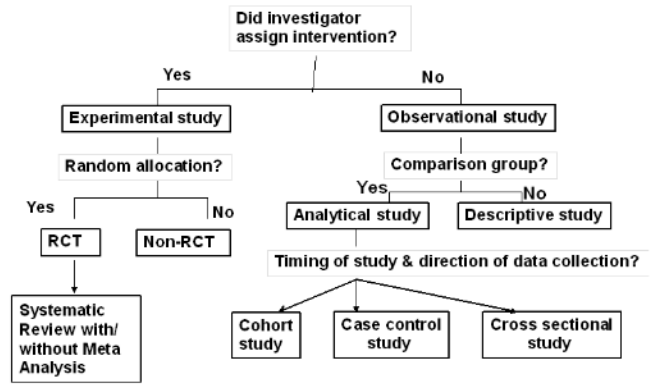 Did investigator
assign intervention?
Yes
No
Experimental study
Observational study
Random allocation?
Comparison group?
Yes
No
Yes
No
Analytical study
Descriptive study
RCT
Non-RCT
Timing of study & direction of data collection?
Systematic
Review with/
without Meta
Analysis
Cohort
study
Case control
study
Cross sectional
study